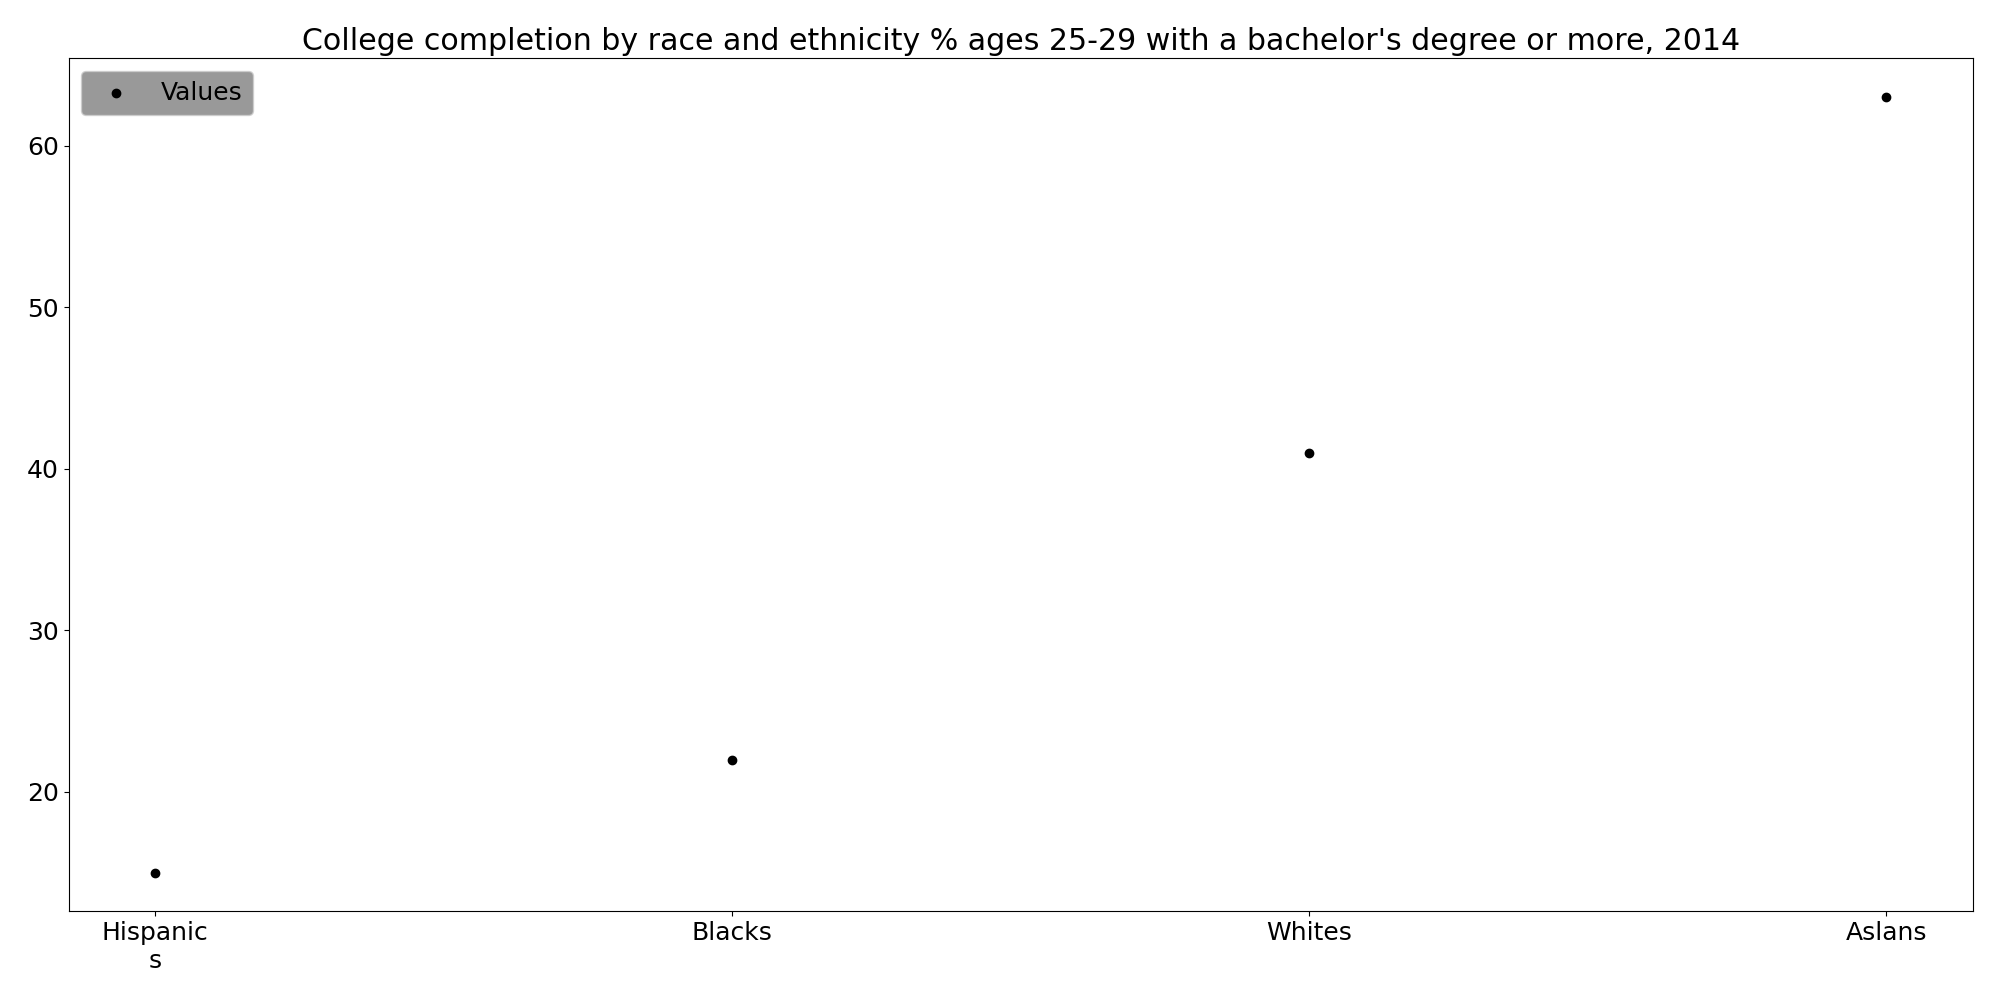 College completion by race and ethnicity % ages 25-29 with a bachelor's degree or more, 2014
Values
60
50
40
30
20
Hispanic
s
Blacks
Whites
Aslans